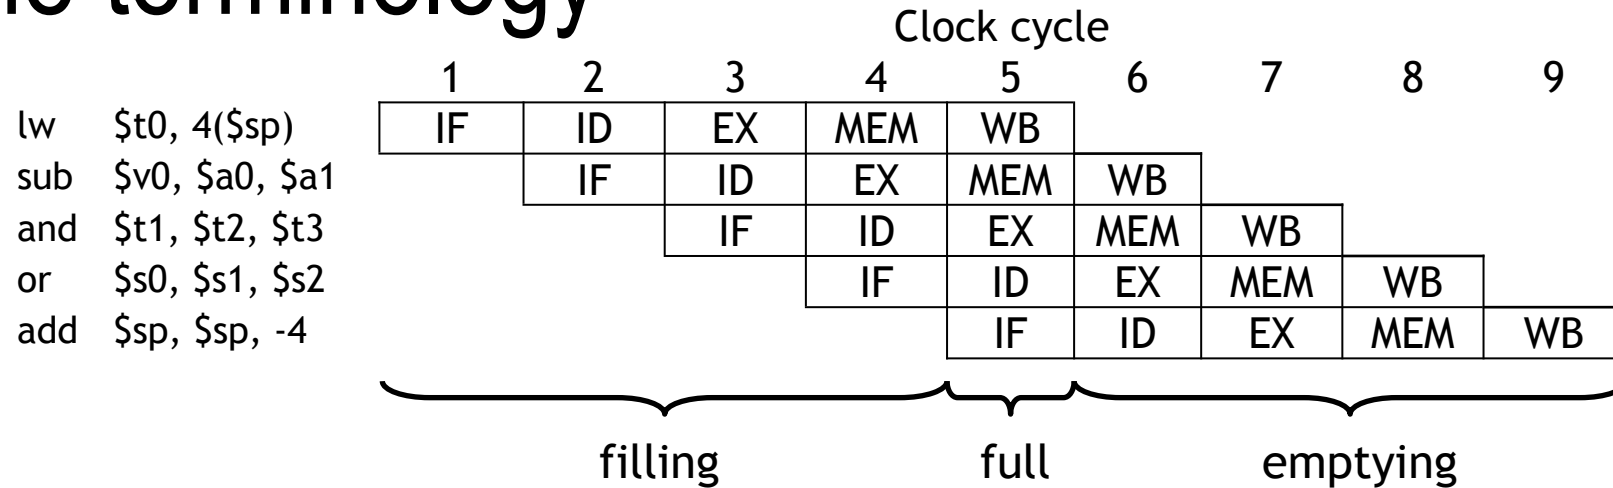 terminology
Clock cycle
1 2 3 4 5 6 7 8 9
lw $t0, 4($sp) IF ID EX MEM WB
sub $v0, $a0, $a1 IF ID EX MEM WB
and $t1, $t2, $t3 IF ID EX MEM WB
or $s0, $s1, $s2 IF ID EX MEM WB
add $sp, $sp, -4 IF ID EX MEM WB
filling full emptying